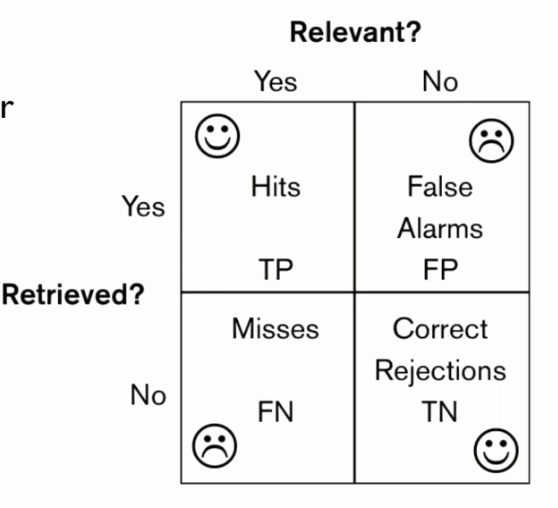 Relevant?
Yes No
r
Hits False
Yes
Alarms
TP FP
Retrieved?
Misses Correct
Rejections
No
FN TN